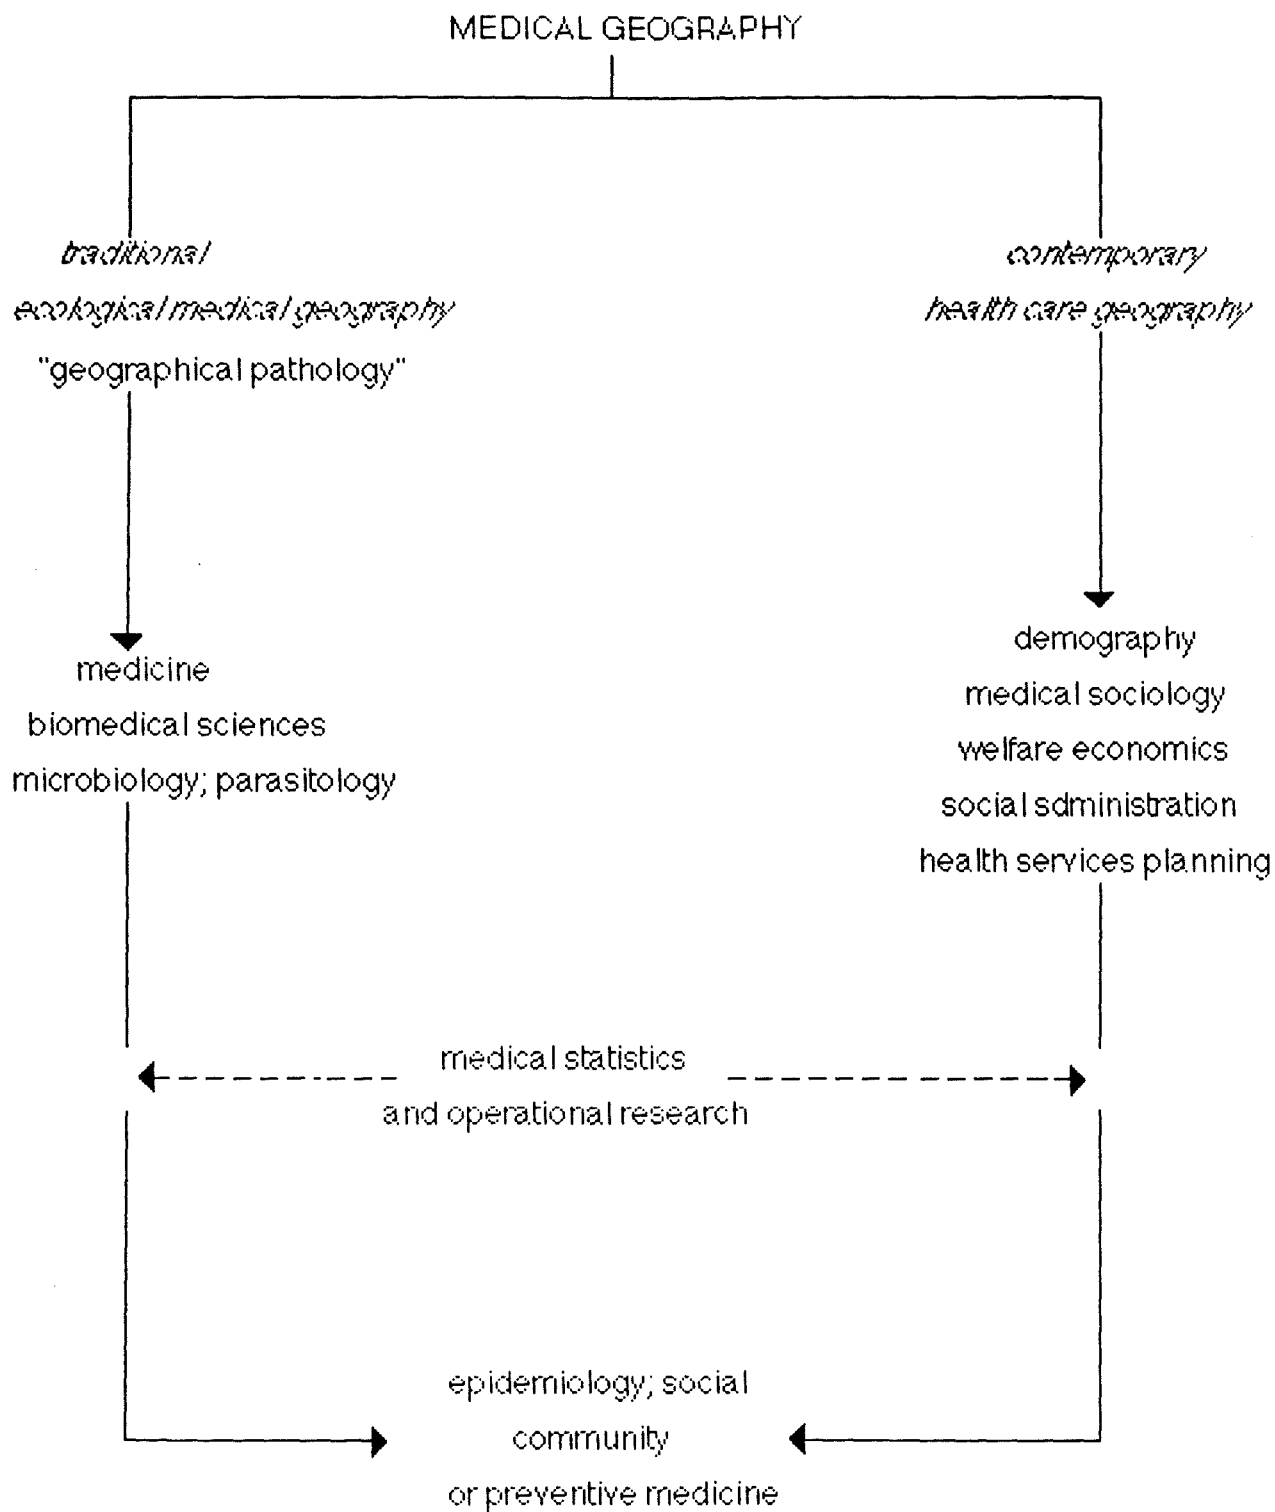 MEDICAL GEOGRAPHY
traditional
ecological/medical geography
"geographical pathology"
contemporary
health care geography
medicine
biomedical sciences
microbiology; parasitology
demography
medical sociology
welfare economics
social sdministration
health services planning
medical statistics
and operational research
epidemiology; social
community
or preventive medicine